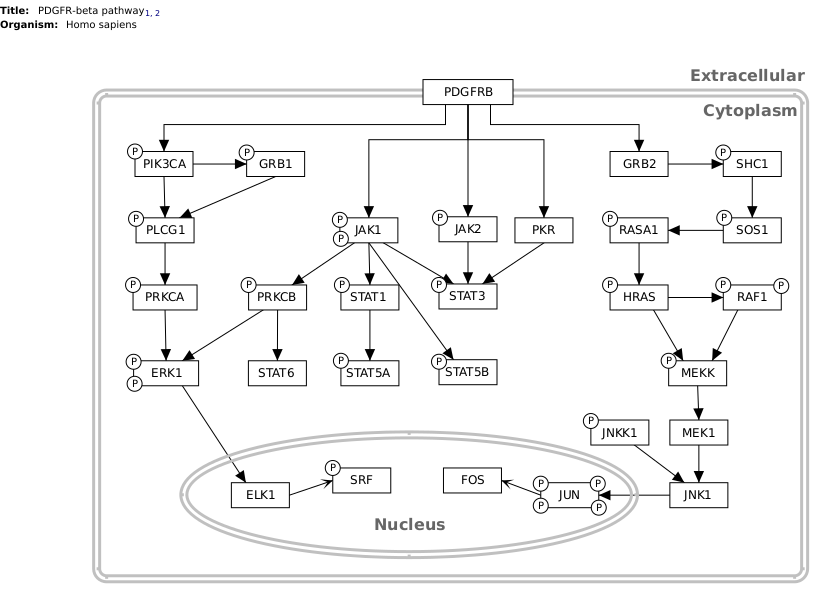 Title: PDGFR-beta pathway1, 2
Organism: Homo sapiens
Extracellular
PDGFRB
Cytoplasm
P P P
PIK3CA GRB1 GRB2 SHC1
P P P P P
PLCG1 JAK1 JAK2 PKR RASA1 SOS1
P
P P P P P P P
PRKCA PRKCB STAT1 STAT3 HRAS RAF1
P P P P
ERK1 STAT6 STAT5A STAT5B MEKK
P
P
JNKK1 MEK1
P
SRF FOS
P P
ELK1 JUN JNK1
P P
Nucleus